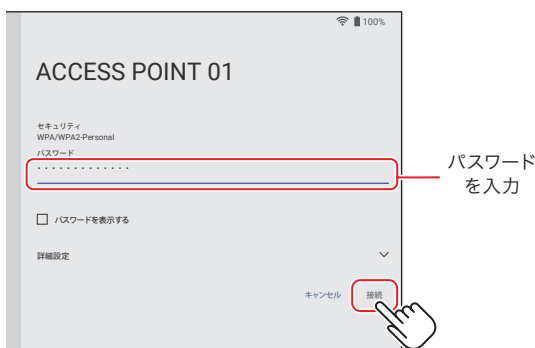 100%
ACCESS POINT 01
セキュリティ
WPA/WPA2-Personal
パスワード
・・・・・・・・・・・・・
パスワードを表示する
詳細設定
キャンセル 接続
パスワード
を入力